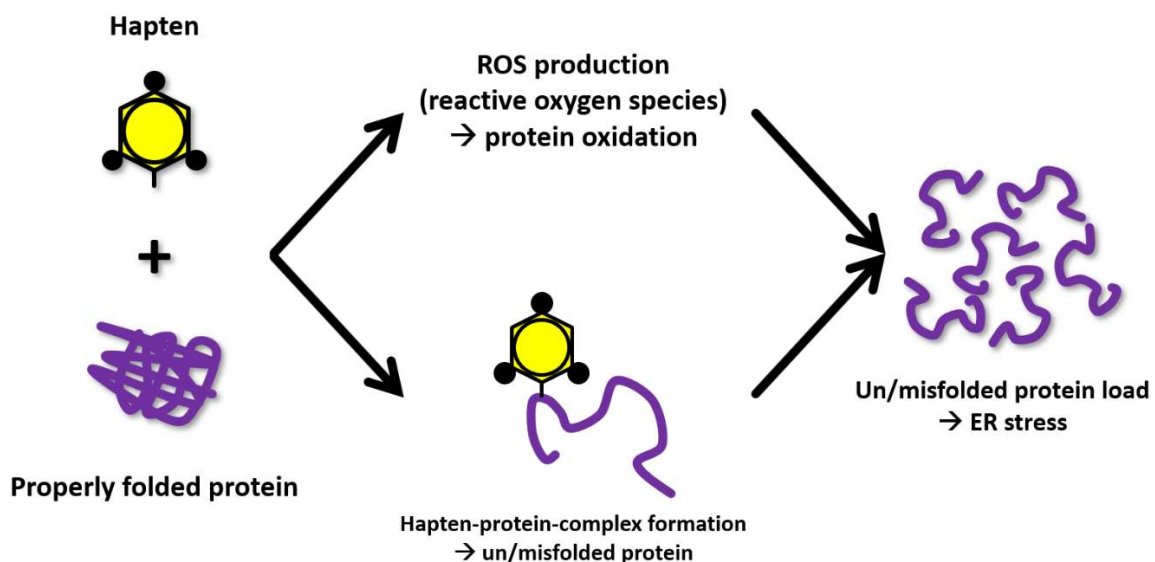 Hapten
+
Properly folded protein
ROS production
(reactive oxygen species)
→ protein oxidation
Hapten-protein-complex formation
→ un/misfolded protein
Un/misfolded protein load
→ ER stress